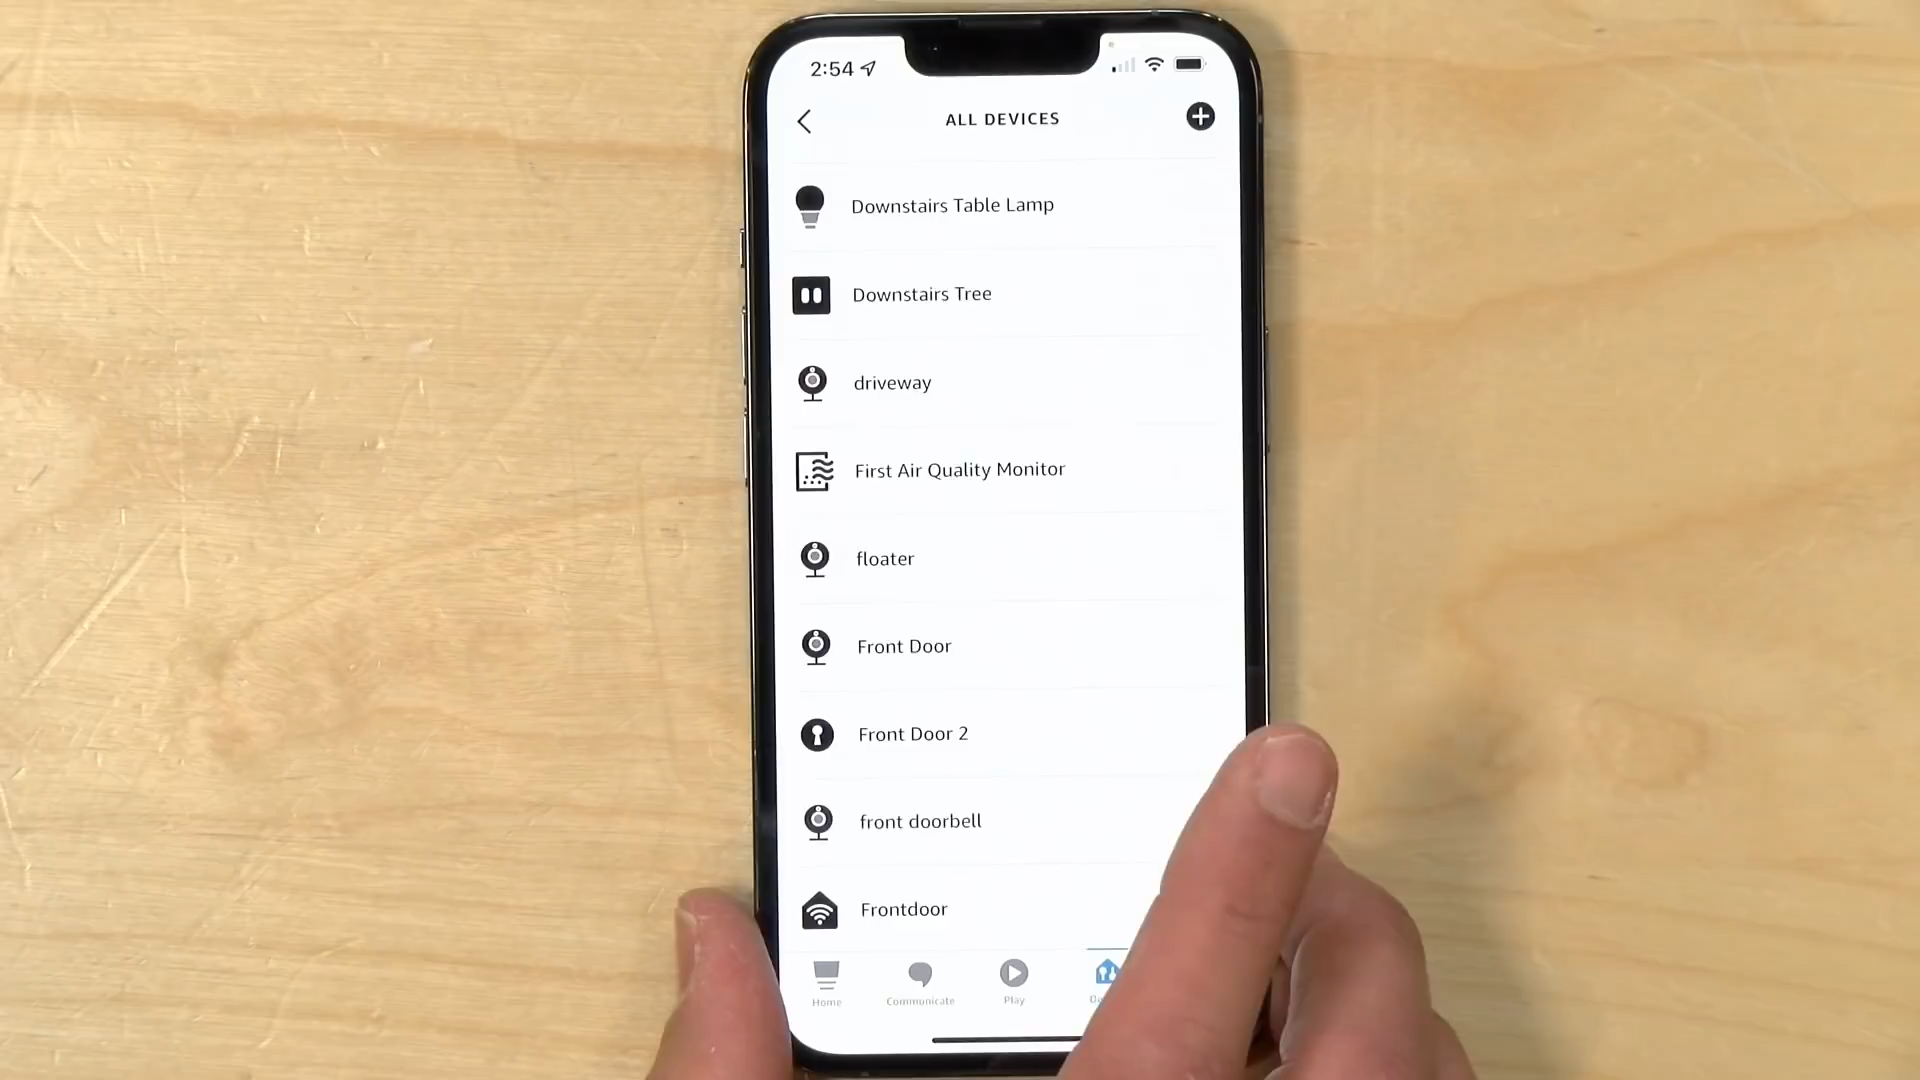 2:54
ALL DEVICES
Downstairs Table Lamp
Downstairs Tree
driveway
First Air Quality Monitor
floater
Front Door
Front Door 2
front doorbell
Frontdoor
Home
Communicate
Play